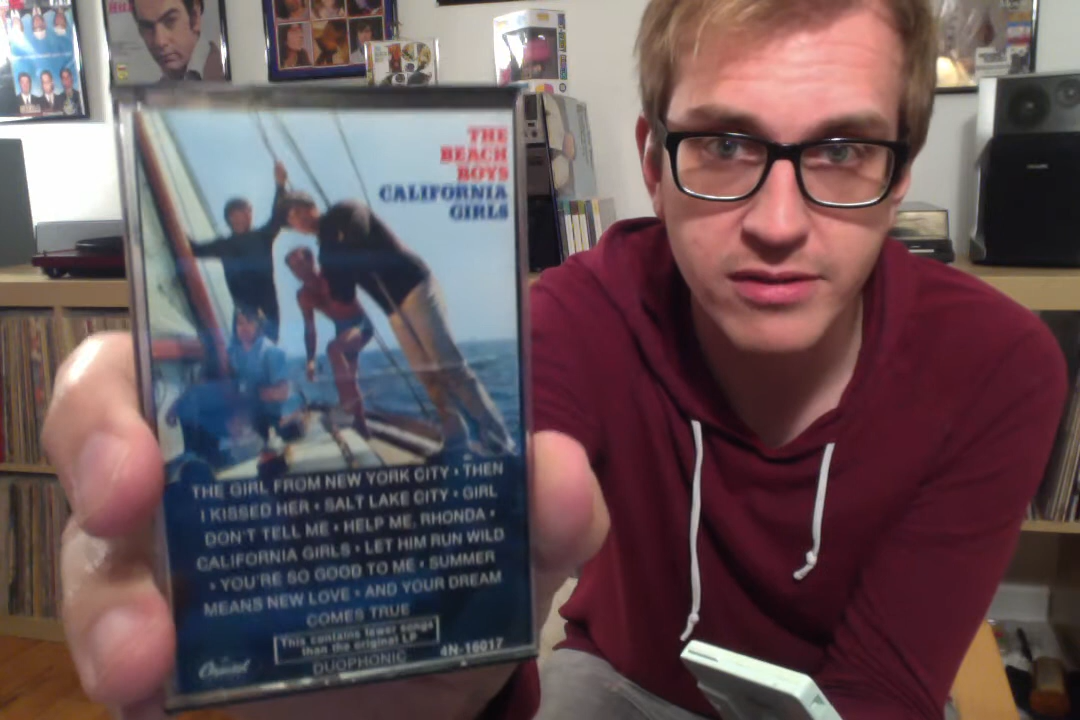 THE
BEACH
BOYS
CALIFORNIA
GIRLS
THE GIRL FROM NEW YORK CITY • THEN
I KISSED HER • SALT LAKE CITY • GIRL
DON'T TELL ME • HELP ME, RHONDA •
CALIFORNIA GIRLS • LET HIM RUN WILD
• YOU'RE SO GOOD TO ME • SUMMER
MEANS NEW LOVE • AND YOUR DREAM
COMES TRUE
This contains fewer songs
than the original LP
Capitol
DUOPHONIC
4N-16017